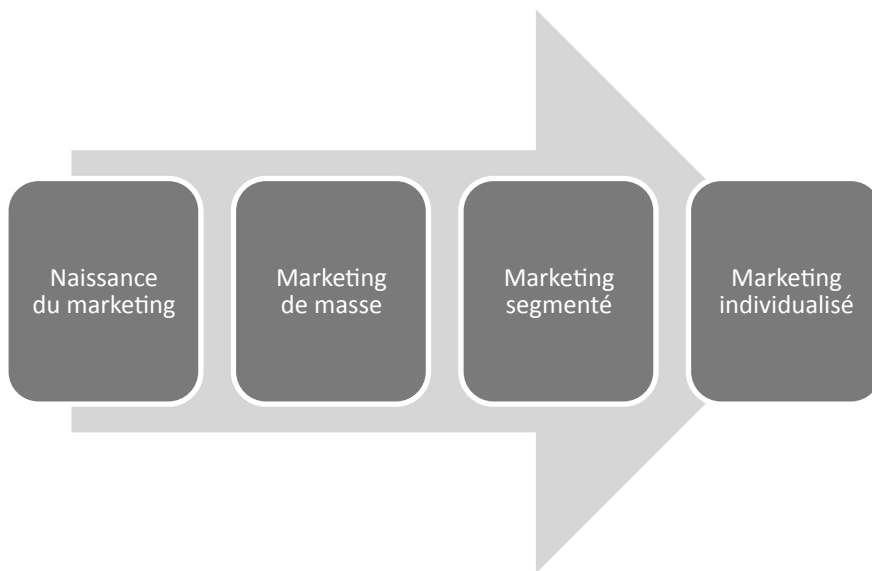 Naissance
du marketing
Marketing
de masse
Marketing
segmenté
Marketing
individualisé